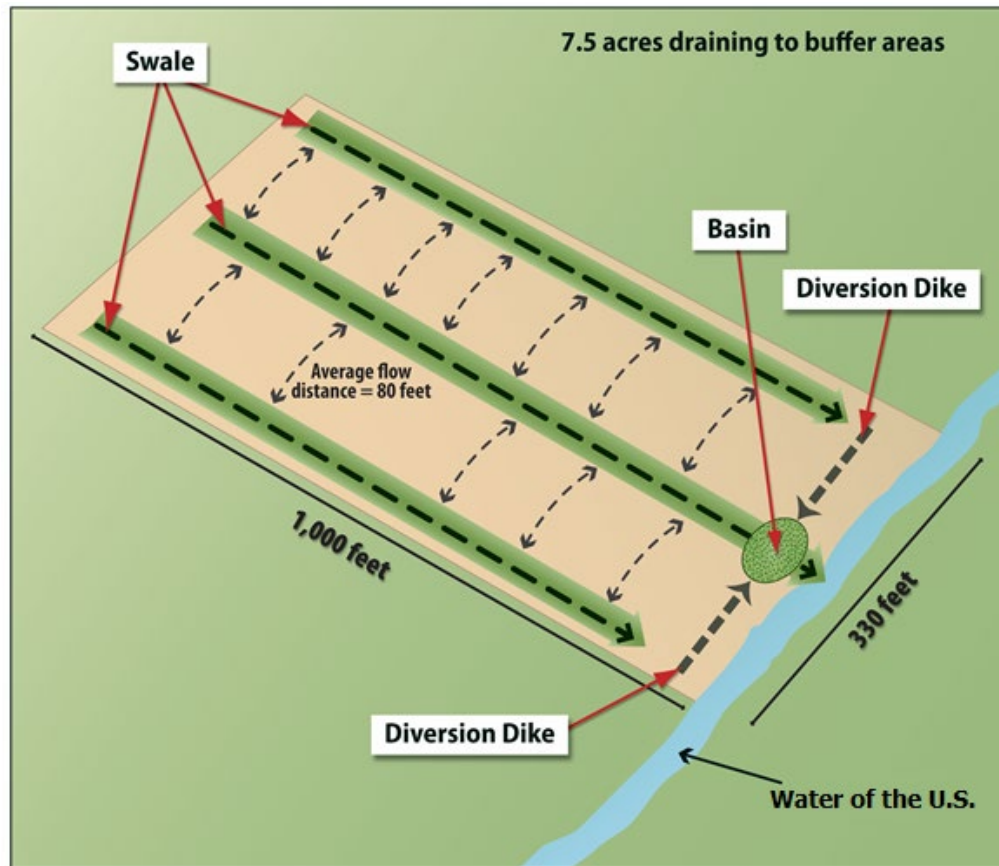 7.5 acres draining to buffer areas
Swale
Basin
Diversion Dike
Average flow
distance = 80 feet
1,000 feet
330 feet
Diversion Dike
Water of the U.S.